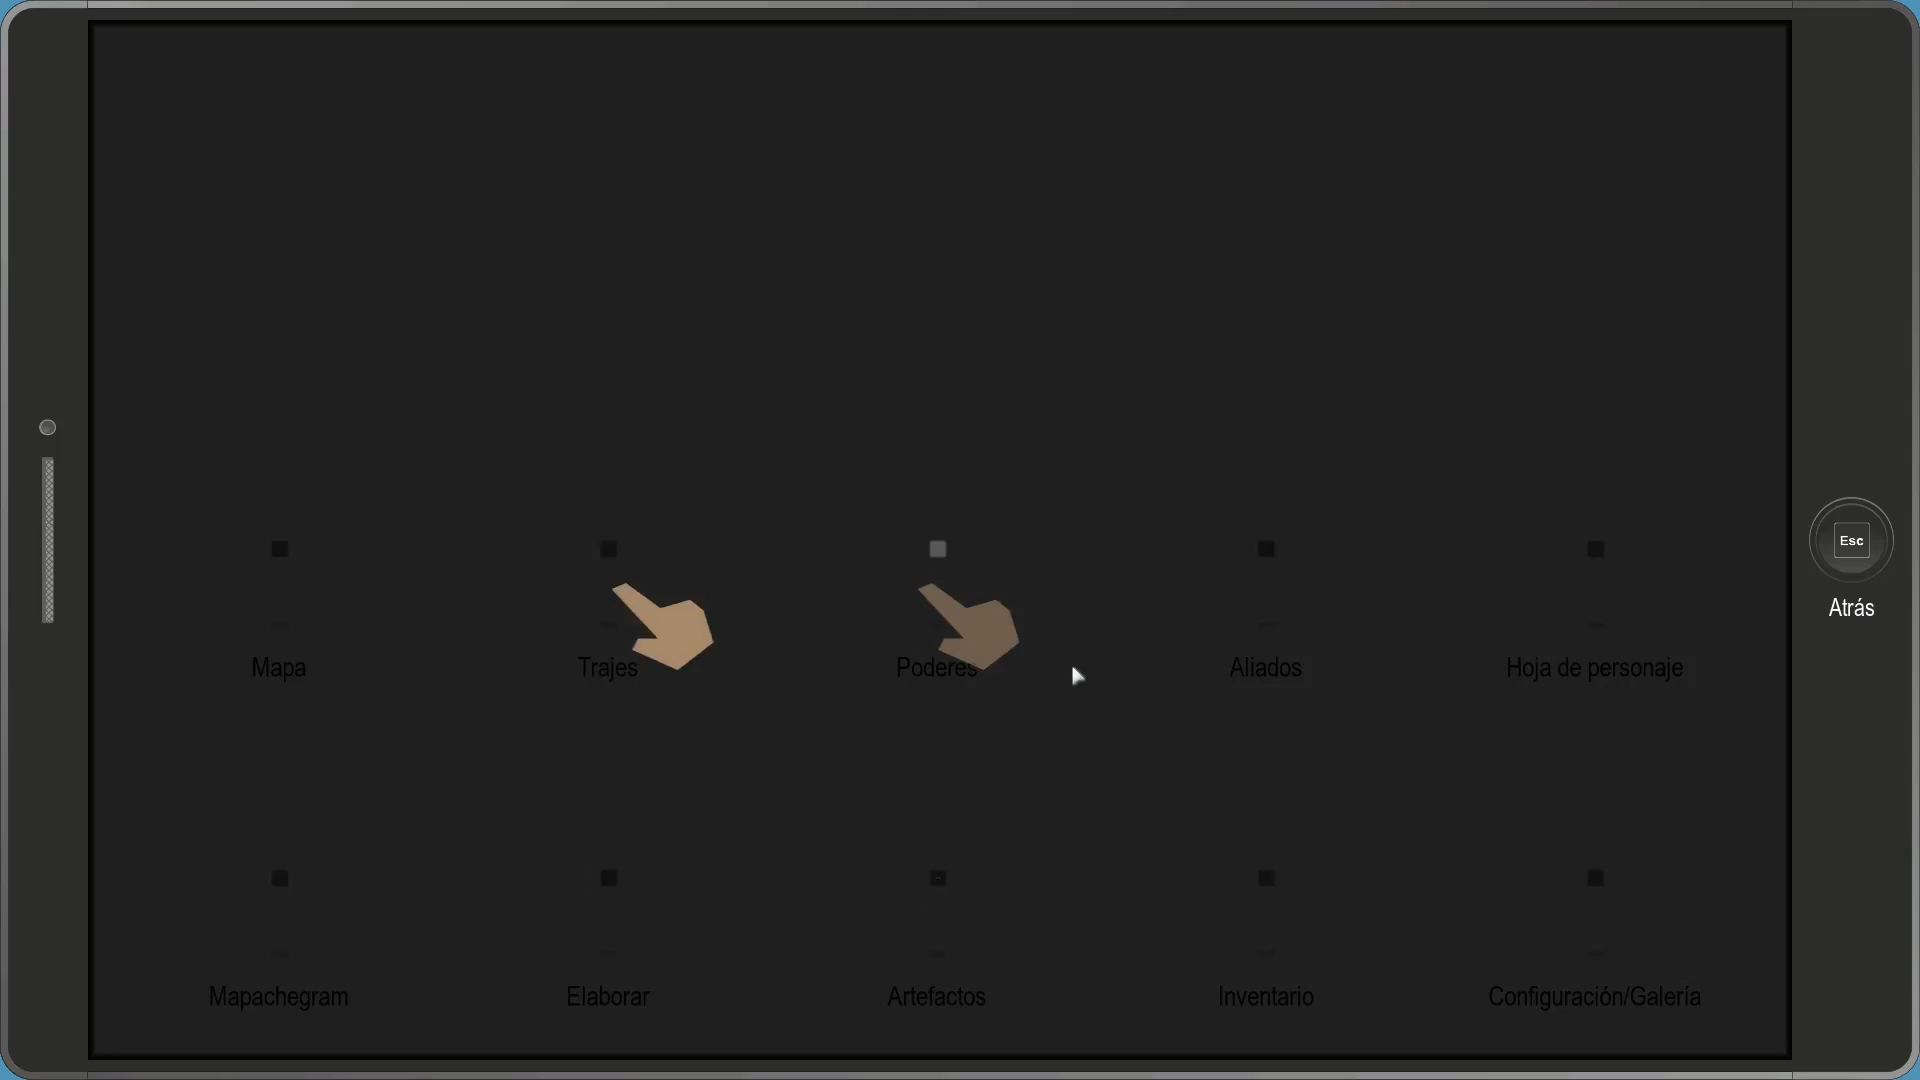 Esc
Atrás
Mapa
Trajes
Poderes
Aliados
Hoja de personaje
Mapachegram
Elaborar
Artefactos
Inventario
Configuración/Galería